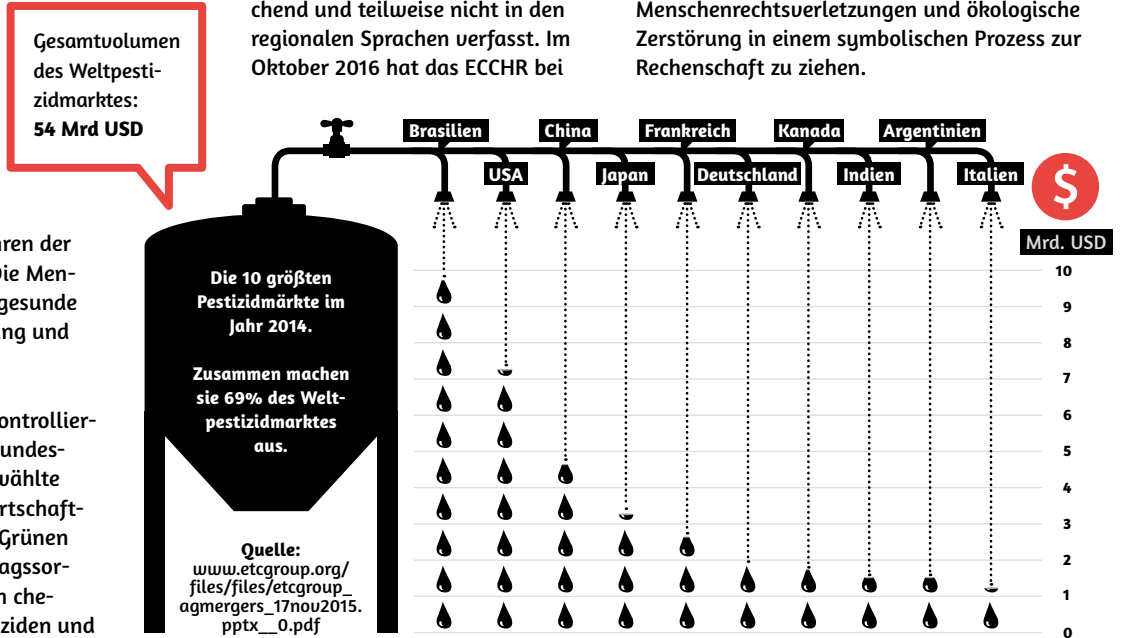 chend und teilweise nicht in den
regionalen Sprachen verfasst. Im
Oktober 2016 hat das ECCHR bei
Menschenrechtsverletzungen und ökologische
Zerstörung in einem symbolischen Prozess zur
Rechenschaft zu ziehen.
Gesamtvolumen
des Weltpesti-
zidmarktes:
54 Mrd USD
Brasilien
USA
China
Japan
Frankreich
Deutschland
Kanada
Indien
Argentinien
Italien
$
Mrd. USD
10
9
8
7
6
5
4
3
2
1
0
Die 10 größten
Pestizidmärkte im
Jahr 2014.
Zusammen machen
sie 69% des Welt-
pestizidmarktes
aus.
Quelle:
www.etcgroup.org/
files/files/etcgroup_
agmergers_17nov2015.
pptx__0.pdf
hren der
Die Men-
gesunde
ng und
ontrollier-
undes-
wählte
rtschaft-
Grünen
agssor-
n che-
ziden und